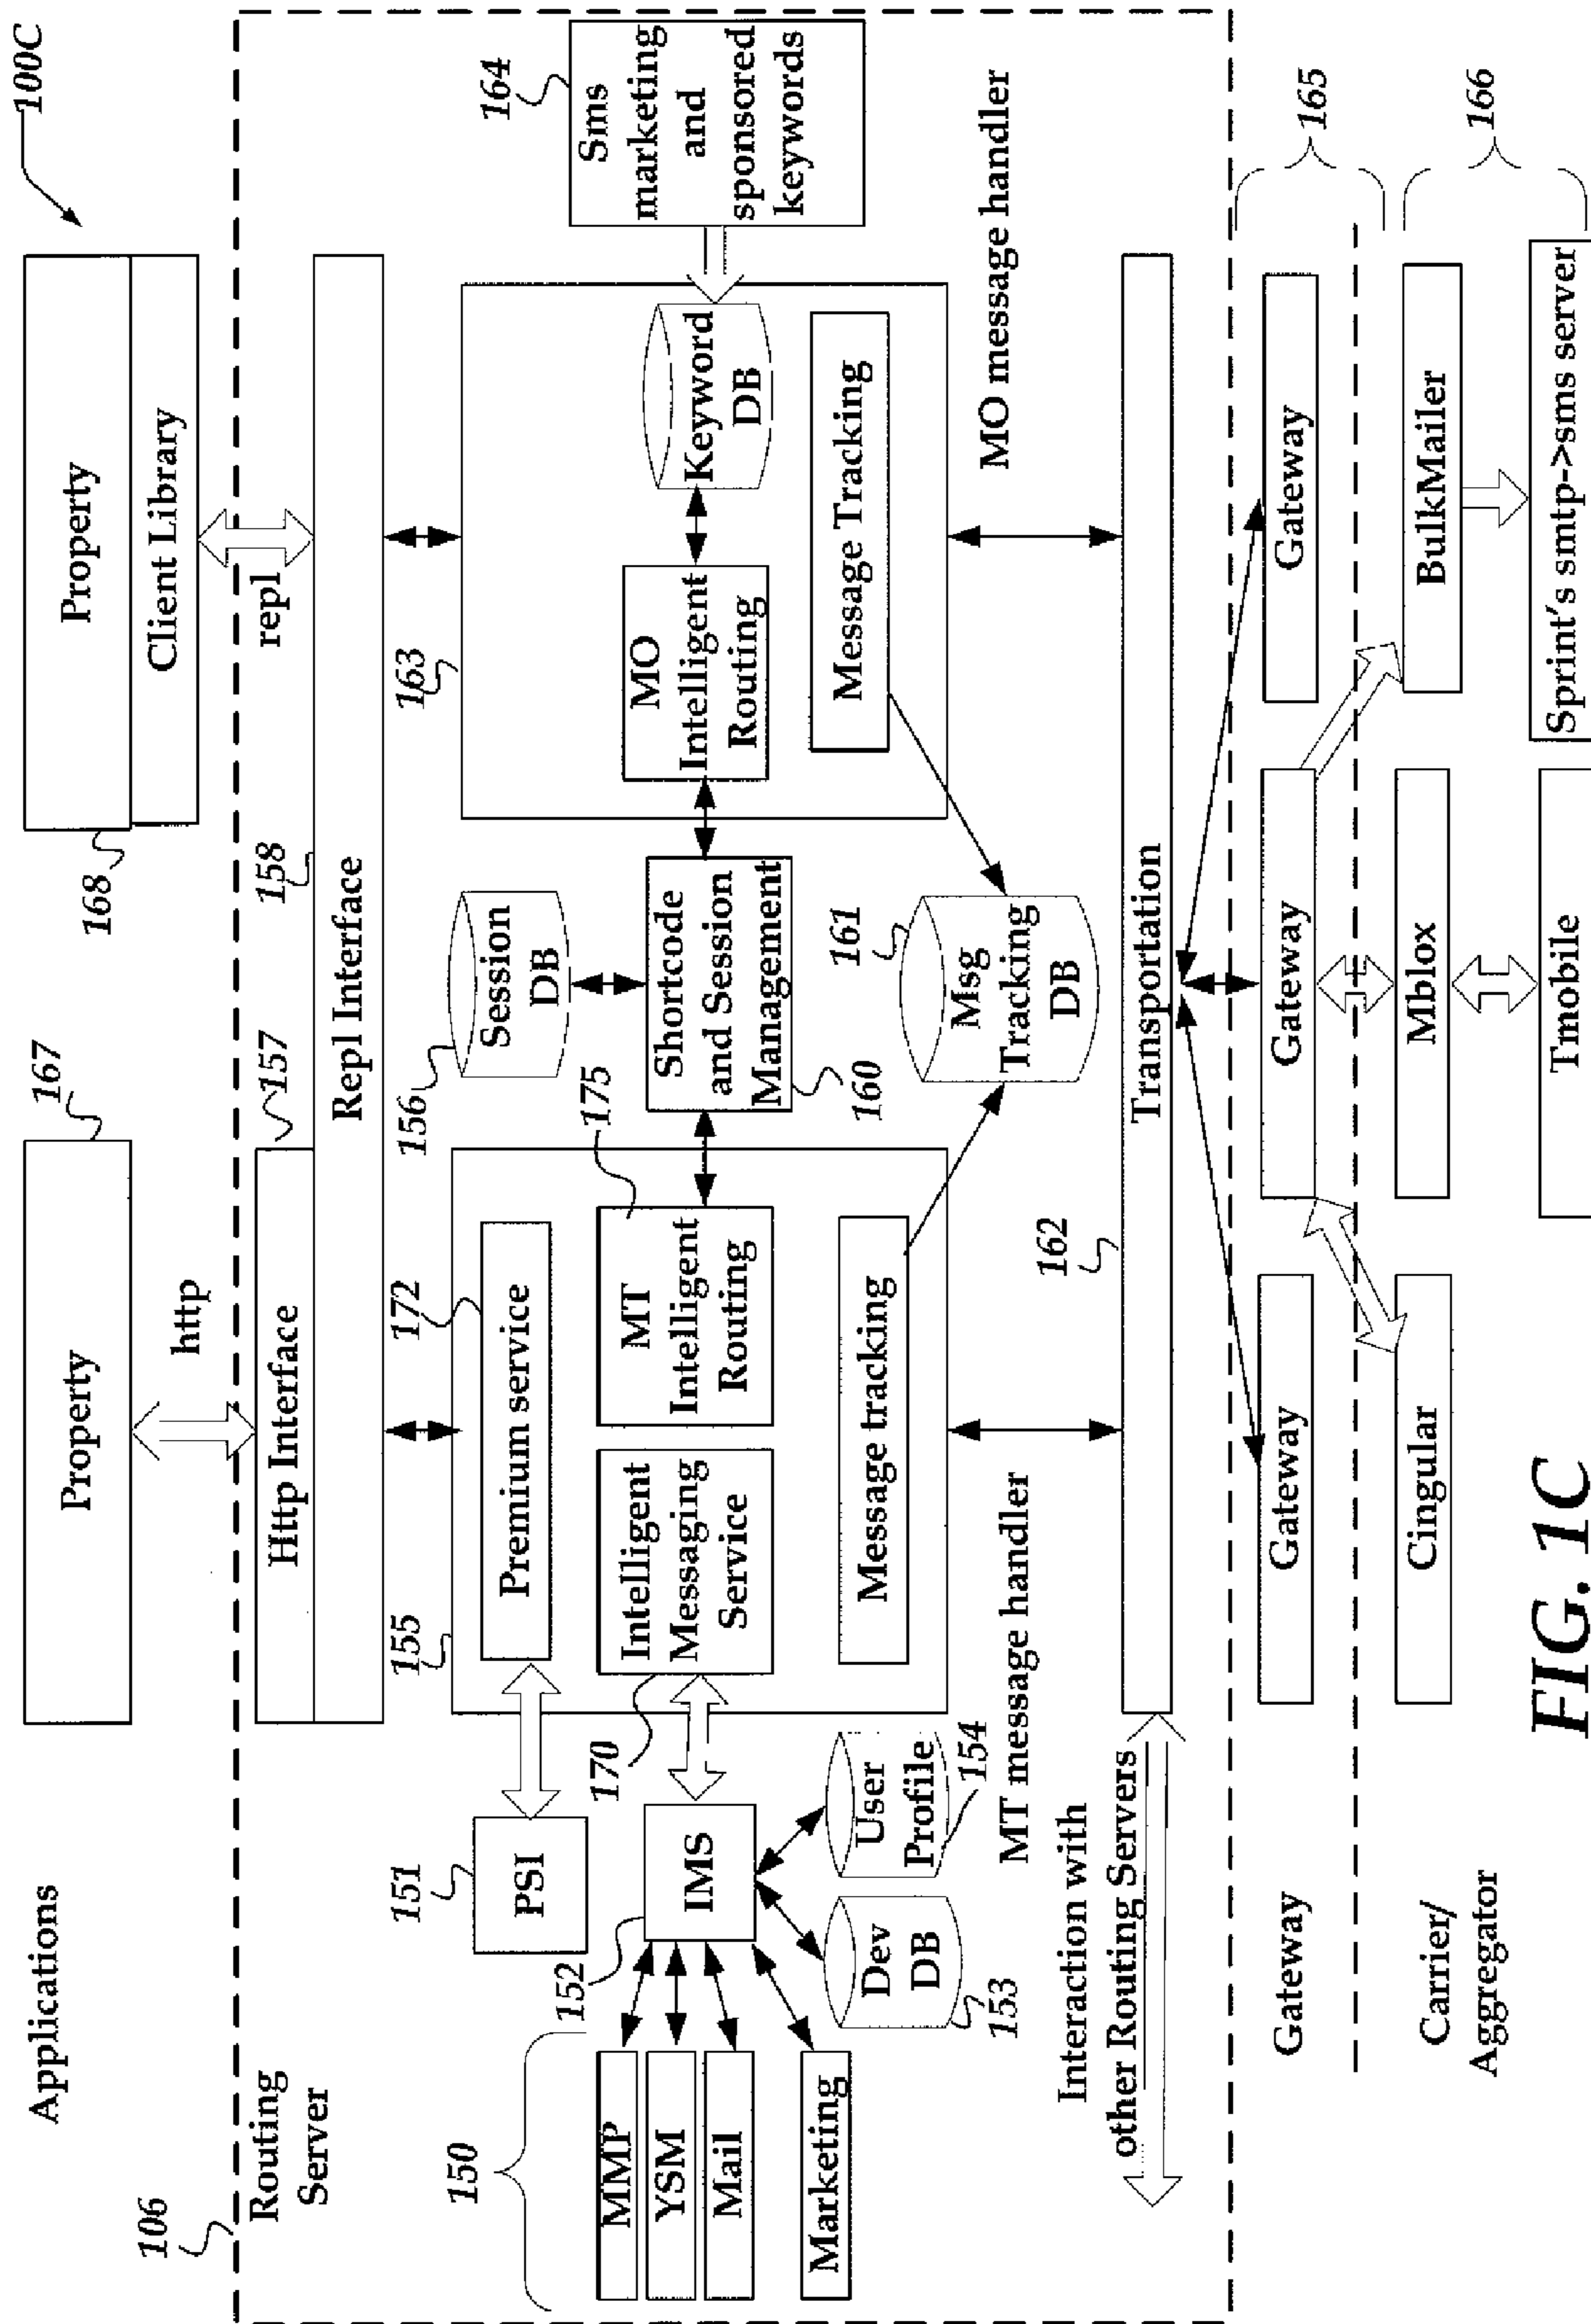 100C
Applications
Property
167
Property
Client Library
168
http
repl
106
Routing
Server
Http Interface
157
Repl Interface
158
150
MMP
YSM
Mail
Marketing
151
PSI
152
IMS
Dev
DB
153
User
Profile
154
155
Premium service
172
170
Intelligent
Messaging
Service
MT
Intelligent
Routing
175
Message tracking
MT message handler
156
Session
DB
Shortcode
and Session
Management
160
161
Msg
Tracking
DB
163
MO
Intelligent
Routing
Keyword
DB
Message Tracking
MO message handler
164
Sms
marketing
and
sponsored
keywords
Interaction with
other Routing Servers
162
Transportation
Gateway
Gateway
Gateway
Gateway
165
Carrier/
Aggregator
Cingular
Mblox
BulkMailer
166
Tmobile
Sprint's smtp->sms server
FIG. 1C